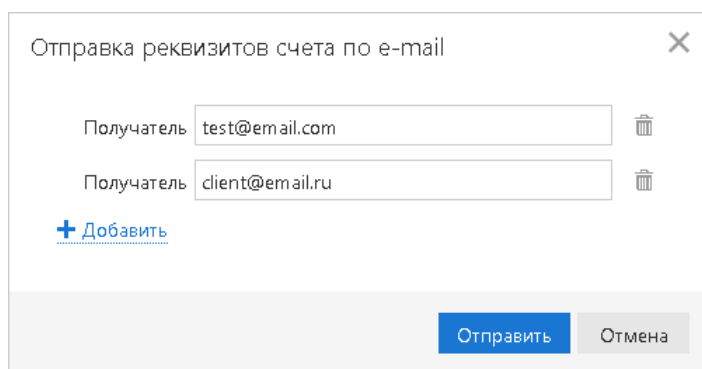 Отправка реквизитов счета по e-mail
Получатель test@email.com
Получатель client@email.ru
Добавить
Отправить Отмена